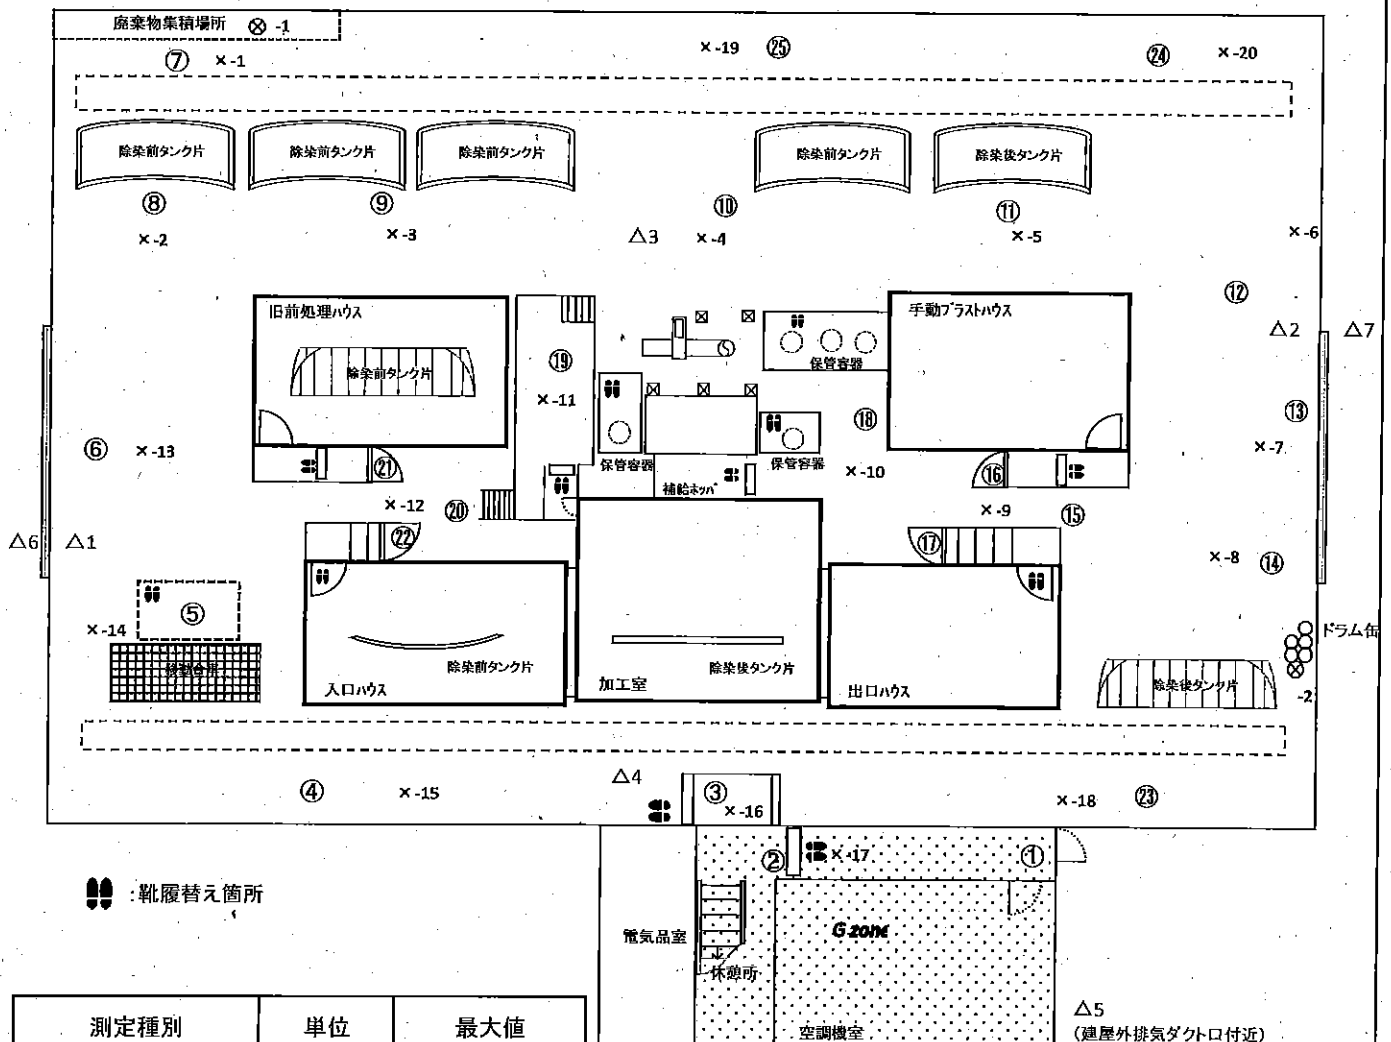 廃棄物集積場所 ⊗ -1
⑦ ×-1
×-19 ㉕
㉔ ×-20
除染前タンク片
除染前タンク片
除染前タンク片
除染前タンク片
除染後タンク片
⑧
⑨
⑩
⑪
×-2
×-3
△3 ×-4
×-5
×-6
⑫
旧前処理ハウス
除染前タンク片
⑲
×-11
S
保管容器
手動ブラストハウス
△2 △7
⑬
⑱
×-7
⑥ ×-13
㉑
保管容器
保管容器
×-10
⑯
補給ホッパ
×-12 ⑳
×-9 ⑮
△6 △1
㉒
⑰
×-8 ⑭
⑤
×-14
ドラム缶
除染前タンク片
除染後タンク片
除染後タンク片
-2
入口ハウス
加工室
出口ハウス
④ ×-15
△4
③
×-16
×-18 ㉓
② ×-17
①
:靴履替え箇所
電気品室
G zone
休憩所
測定種別 単位 最大値
空調機室
△5
(建屋外排気ダクト口付近)